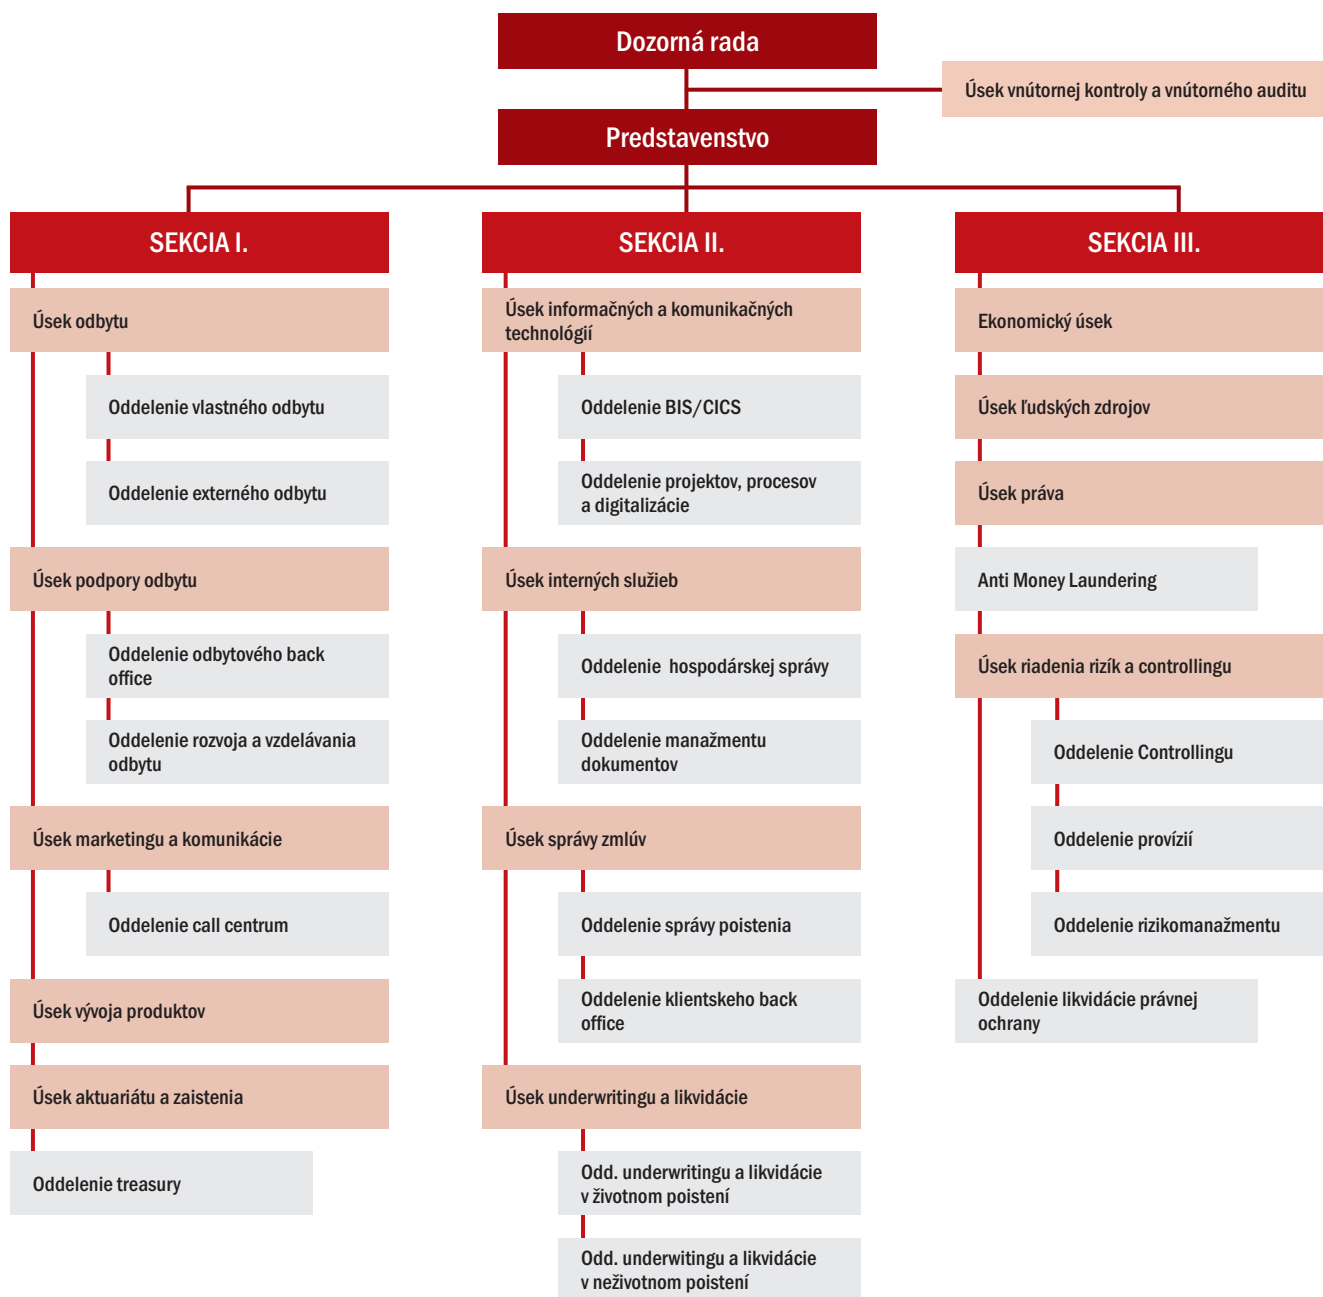 Dozorná rada
Úsek vnútornej kontroly a vnútorného auditu
Predstavenstvo
SEKCIA I.
Úsek odbytu
Oddelenie vlastného odbytu
Oddelenie externého odbytu
Úsek podpory odbytu
Oddelenie odbytového back
office
Oddelenie rozvoja a vzdelávania
odbytu
Úsek marketingu a komunikácie
Oddelenie call centrum
Úsek vývoja produktov
Úsek aktuariátu a zaistenia
Oddelenie treasury
SEKCIA II.
Úsek informačných a komunikačných
technológií
Oddelenie BIS/CICS
Oddelenie projektov, procesov
a digitalizácie
Úsek interných služieb
Oddelenie hospodárskej správy
Oddelenie manažmentu
dokumentov
Úsek správy zmlúv
Oddelenie správy poistenia
Oddelenie klientskeho back
office
Úsek underwritingu a likvidácie
Odd. underwritingu a likvidácie
v životnom poistení
Odd. underwitingu a likvidácie
v neživotnom poistení
SEKCIA III.
Ekonomický úsek
Úsek ľudských zdrojov
Úsek práva
Anti Money Laundering
Úsek riadenia rizík a controllingu
Oddelenie Controllingu
Oddelenie provízií
Oddelenie rizikomanažmentu
Oddelenie likvidácie právnej
ochrany